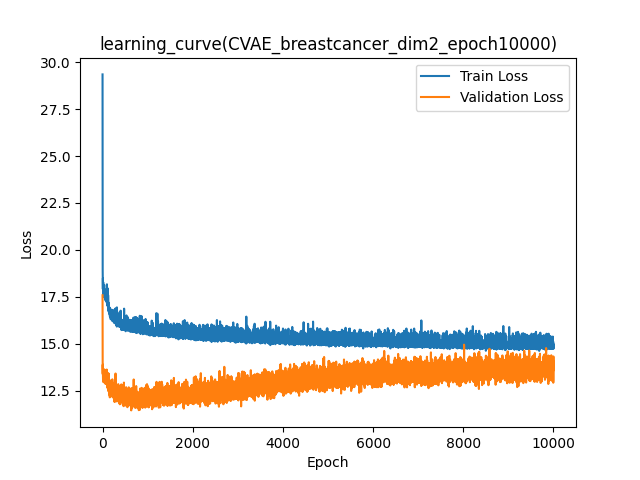 learning_curve(CVAE_breastcancer_dim2_epoch10000)
30.0
27.5
25.0
22.5
20.0
17.5
15.0
12.5
Loss
Train Loss
Validation Loss
0
2000
4000
6000
8000
10000
Epoch